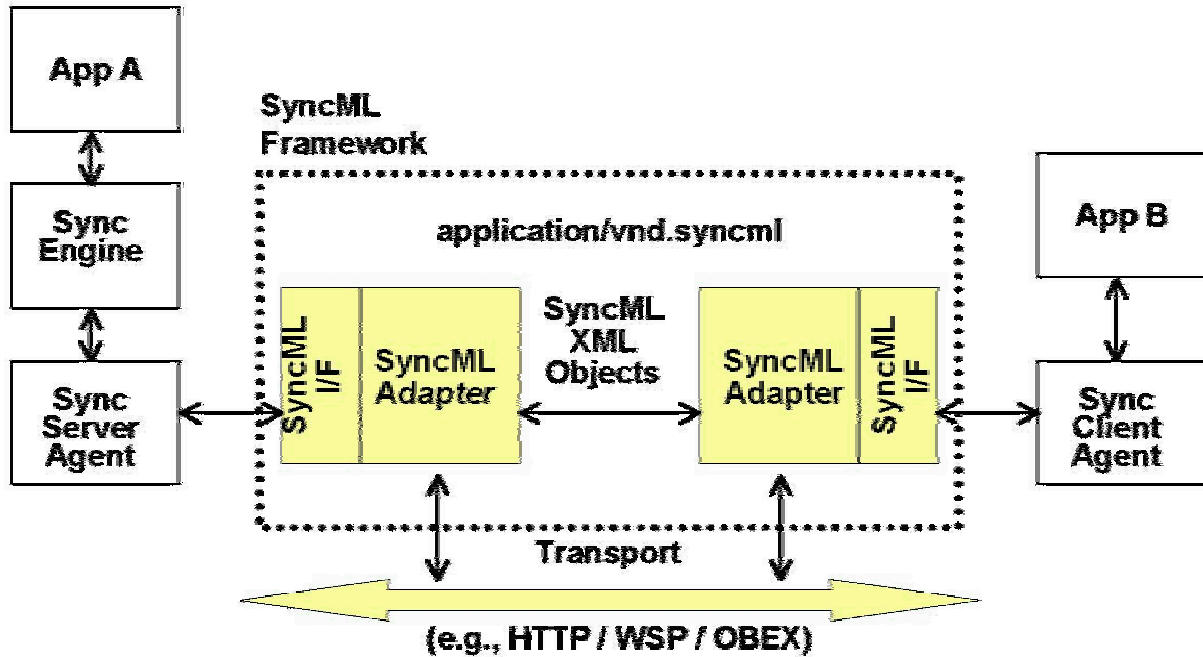 App A
SyncML
Framework
Sync
Engine
application/vnd.syncml
App B
SyncML
I/F
SyncML
Adapter
SyncML
XML
Objects
SyncML
Adapter
SyncML
I/F
Sync
Server
Agent
Sync
Client
Agent
Transport
(e.g., HTTP / WSP / OBEX)